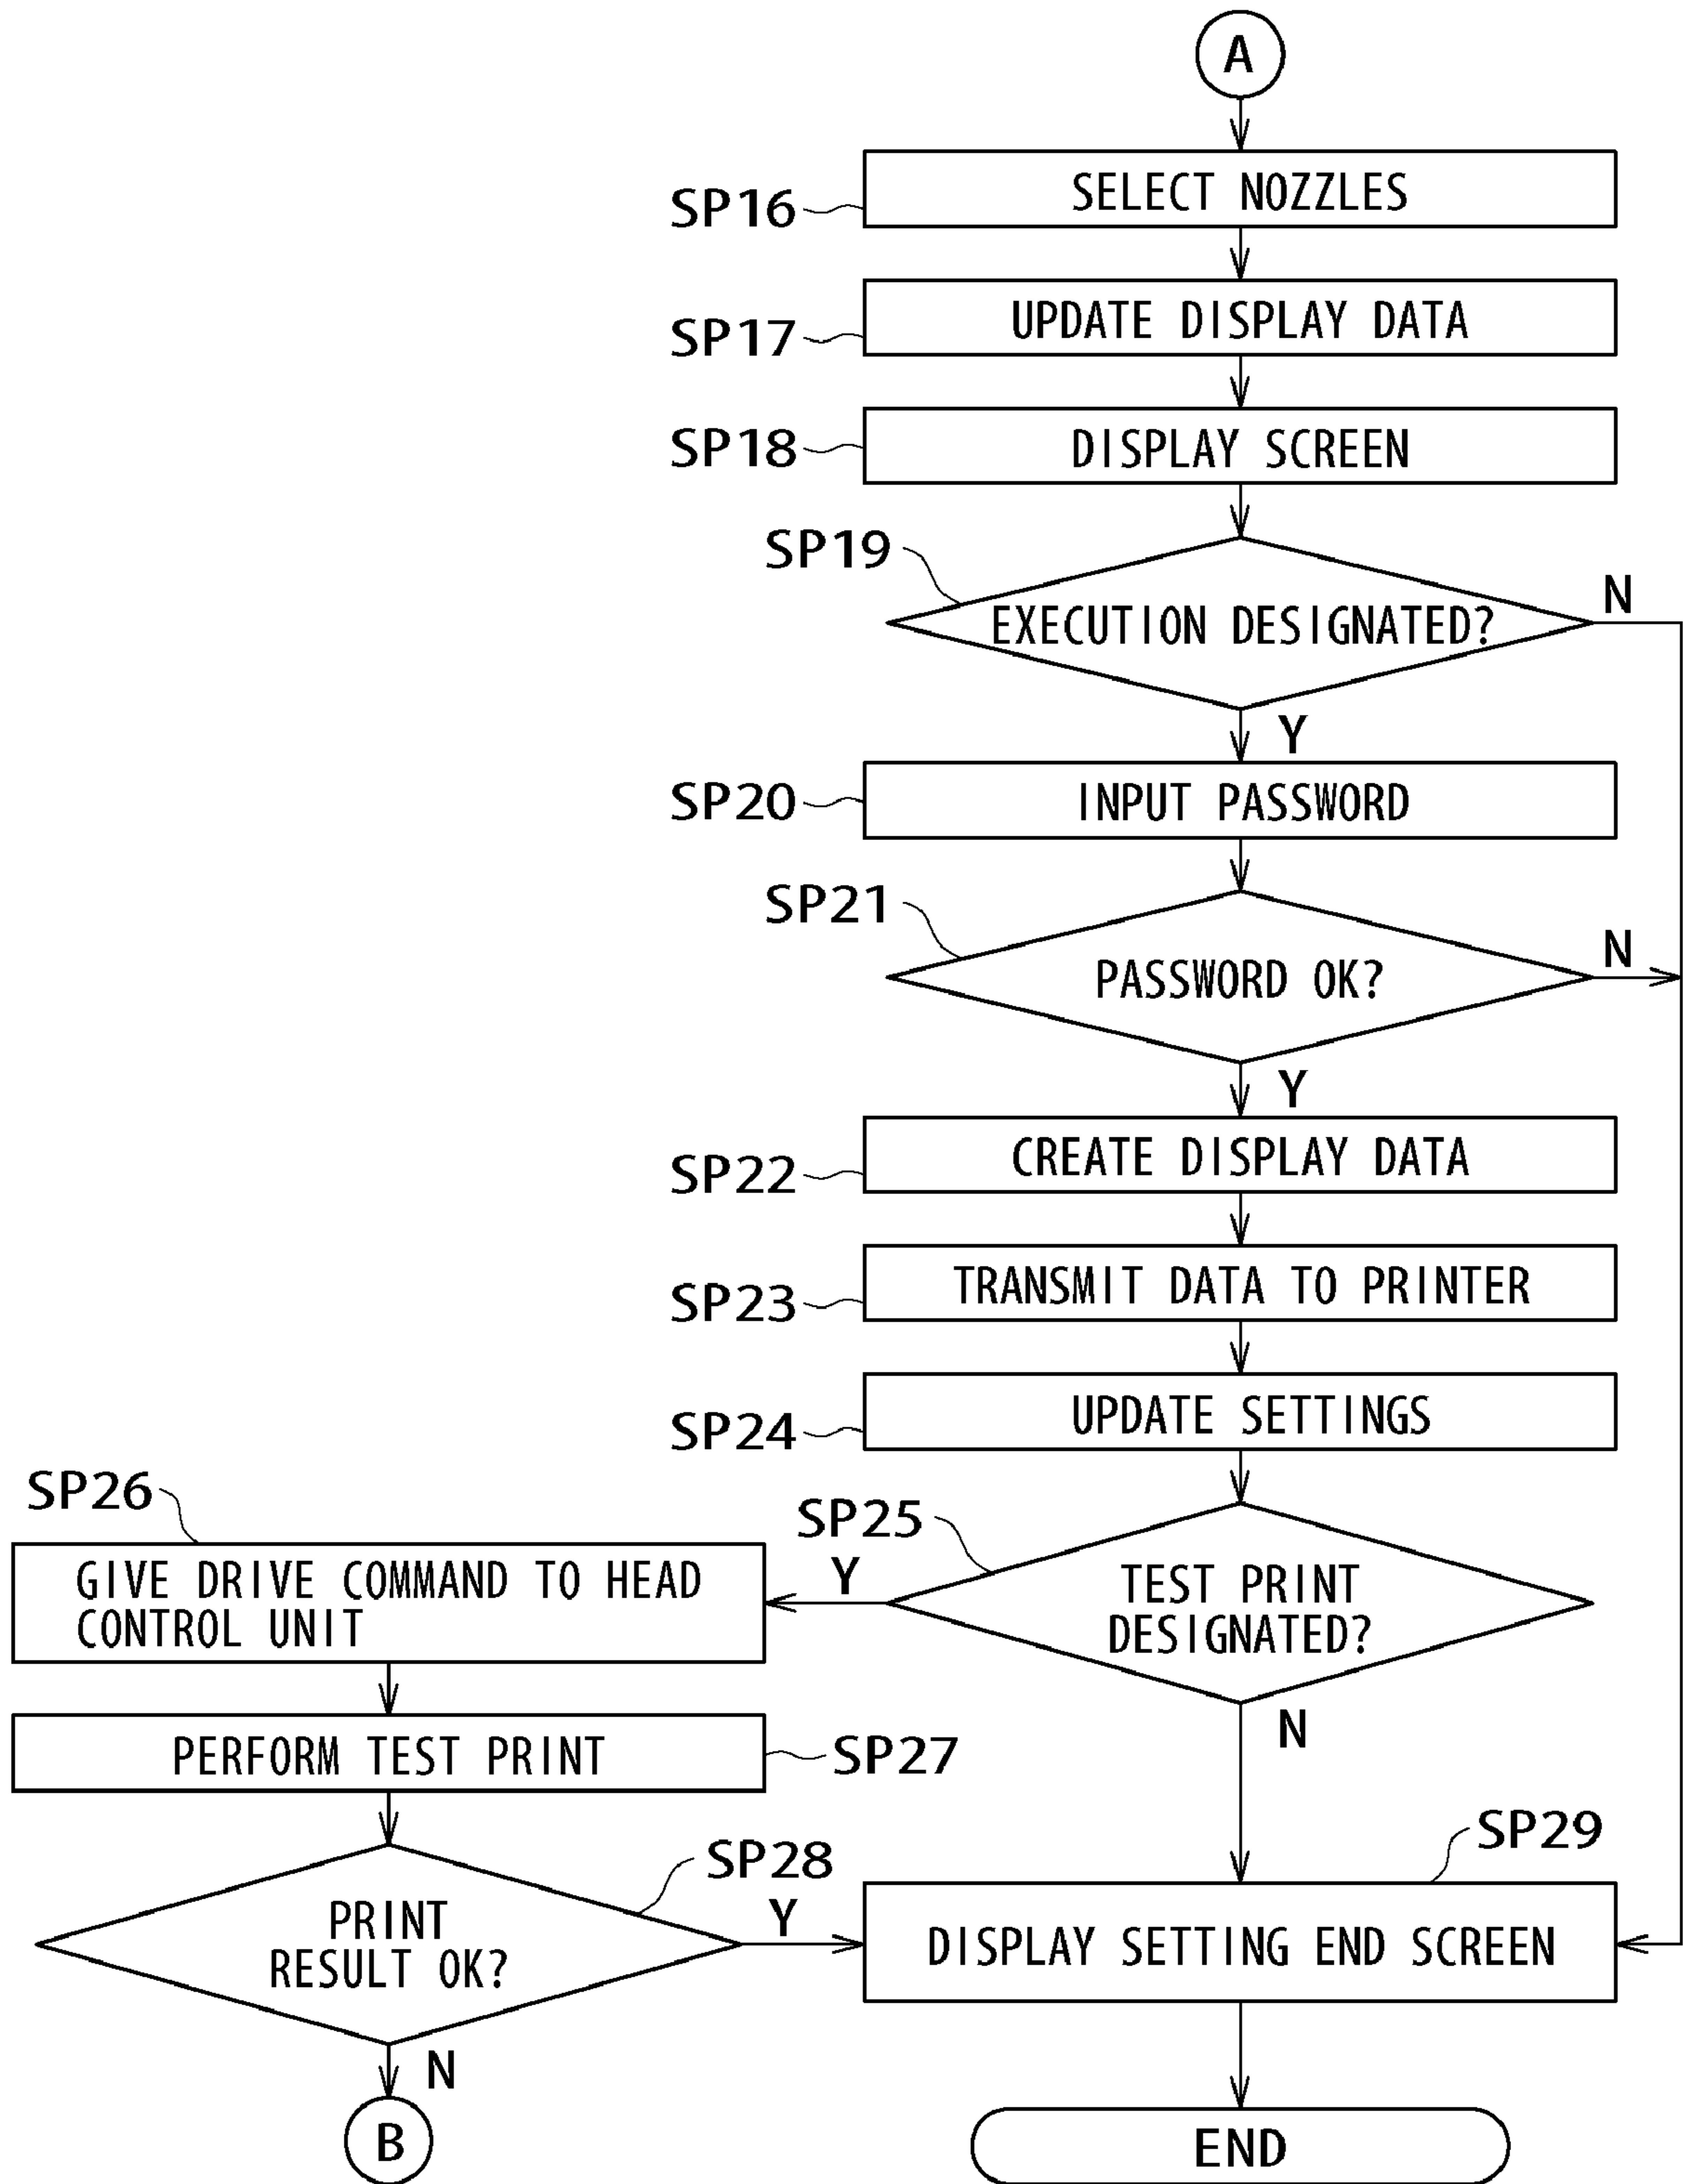 A
SP16
SELECT NOZZLES
SP17
UPDATE DISPLAY DATA
SP18
DISPLAY SCREEN
SP19
EXECUTION DESIGNATED?
N
Y
SP20
INPUT PASSWORD
SP21
PASSWORD OK?
N
Y
SP22
CREATE DISPLAY DATA
SP23
TRANSMIT DATA TO PRINTER
SP24
UPDATE SETTINGS
SP25
TEST PRINT
DESIGNATED?
Y
N
SP26
GIVE DRIVE COMMAND TO HEAD
CONTROL UNIT
PERFORM TEST PRINT
SP27
SP28
PRINT
RESULT OK?
Y
N
B
SP29
DISPLAY SETTING END SCREEN
END